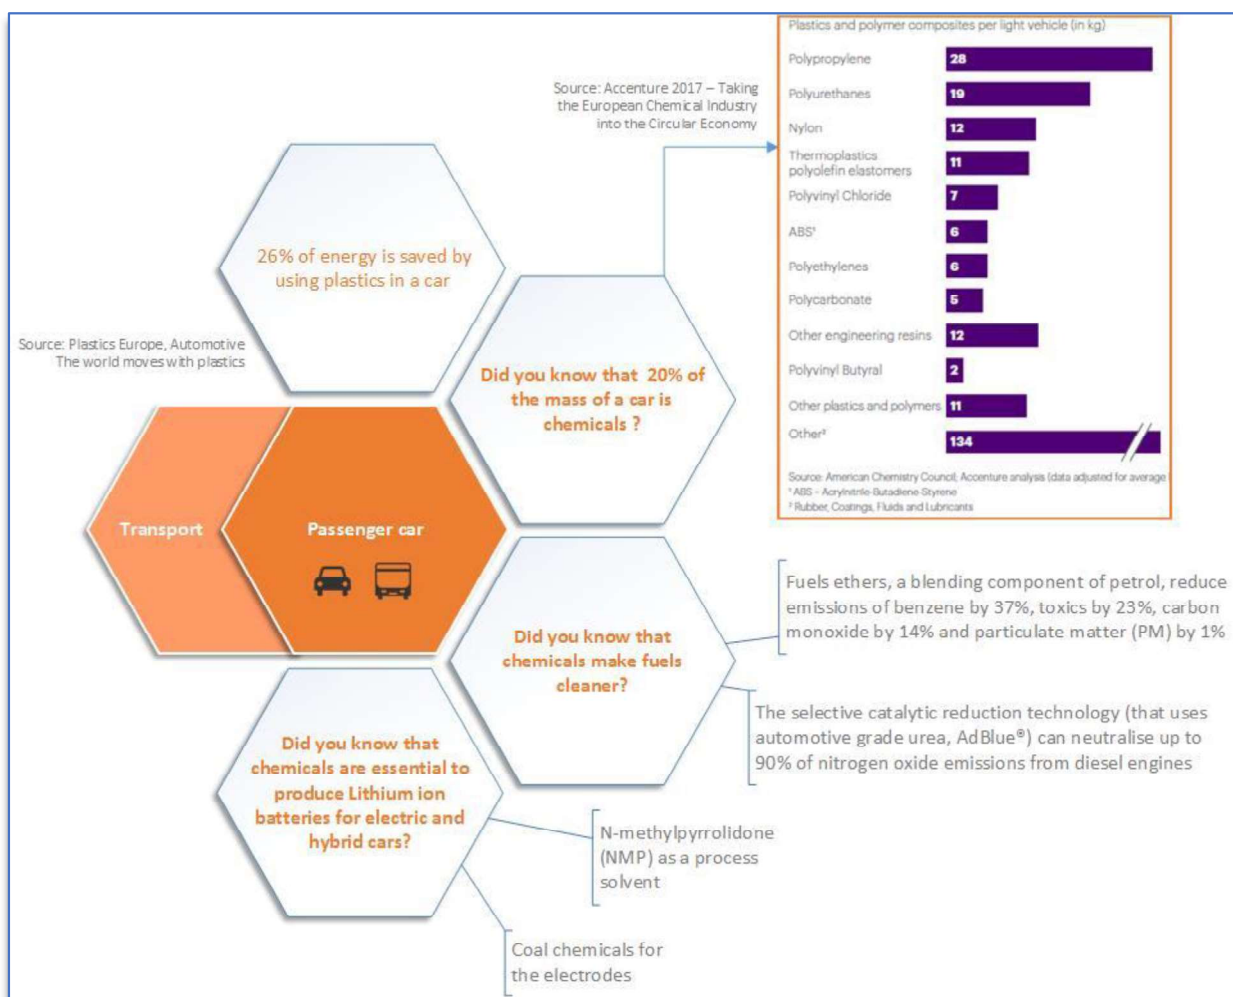 Plastics and polymer composites per light vehicle (in kg)
Polypropylene 28
Polyurethanes 19
Nylon 12
Thermoplastics
polyolefin elastomers 11
Polyvinyl Chloride 7
ABS¹ 6
Polyethylenes 6
Polycarbonate 5
Other engineering resins 12
Polyvinyl Butyral 2
Other plastics and polymers 11
Other² 134
Source: American Chemistry Council; Accenture analysis (data adjusted for average
¹ ABS - Acrylnitrile-Butadiene-Styrene
² Rubber, Coatings, Fluids and Lubricants
Source: Accenture 2017 – Taking
the European Chemical Industry
into the Circular Economy
26% of energy is saved by
using plastics in a car
Source: Plastics Europe, Automotive
The world moves with plastics
Did you know that 20% of
the mass of a car is
chemicals ?
Transport
Passenger car
Did you know that
chemicals make fuels
cleaner?
Fuels ethers, a blending component of petrol, reduce
emissions of benzene by 37%, toxics by 23%, carbon
monoxide by 14% and particulate matter (PM) by 1%
The selective catalytic reduction technology (that uses
automotive grade urea, AdBlue®) can neutralise up to
90% of nitrogen oxide emissions from diesel engines
Did you know that
chemicals are essential to
produce Lithium ion
batteries for electric and
hybrid cars?
N-methylpyrrolidone
(NMP) as a process
solvent
Coal chemicals for
the electrodes